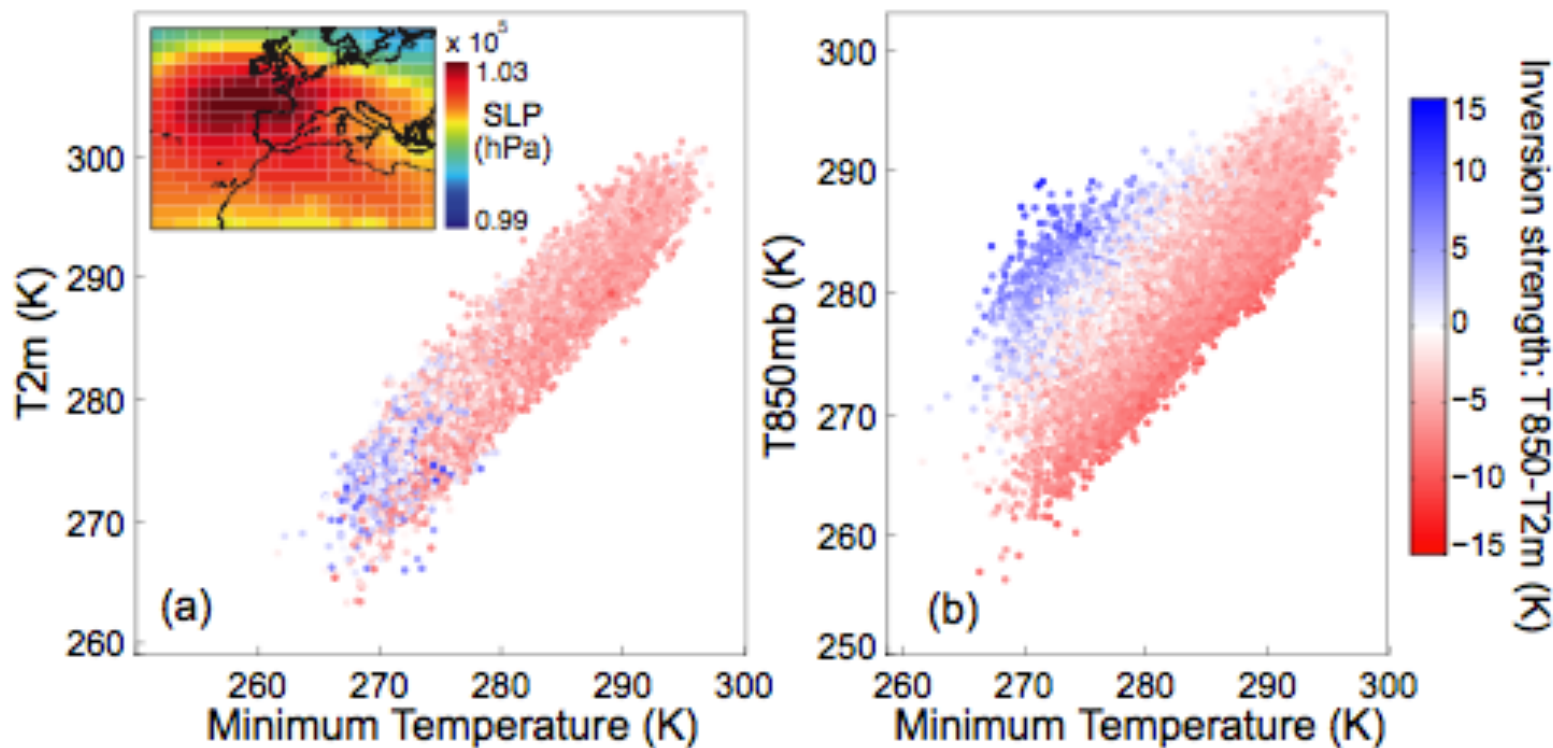 x 10^5
1.03
SLP
(hPa)
0.99
T2m (K)
300
290
280
270
260
(a)
260 270 280 290 300
Minimum Temperature (K)
T850mb (K)
300
290
280
270
260
250
(b)
260 270 280 290 300
Minimum Temperature (K)
15
10
5
0
−5
−10
−15
Inversion strength: T850-T2m (K)